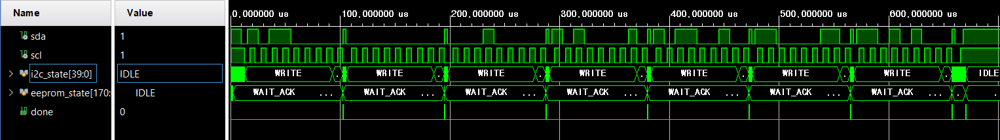 Name Value 0.000000 us 100.000000 us 200.000000 us 300.000000 us 400.000000 us 500.000000 us 600.000000 us
sda 1
scl 1
i2c_state[39:0] IDLE WRITE . WRITE . WRITE . WRITE . WRITE . WRITE . WRITE . IDLE
eeprom_state[170: IDLE WAIT_ACK ... WAIT_ACK ... WAIT_ACK ... WAIT_ACK ... WAIT_ACK ... WAIT_ACK ... WAIT_ACK ... . .
done 0